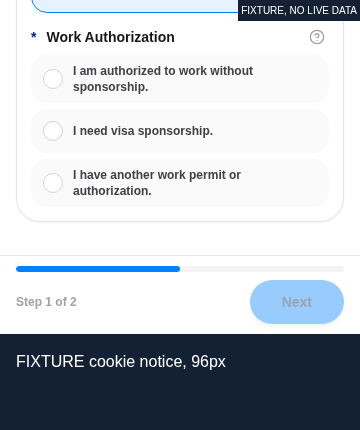 FIXTURE, NO LIVE DATA
* Work Authorization ?
I am authorized to work without
sponsorship.
I need visa sponsorship.
I have another work permit or
authorization.
Step 1 of 2
Next
FIXTURE cookie notice, 96px